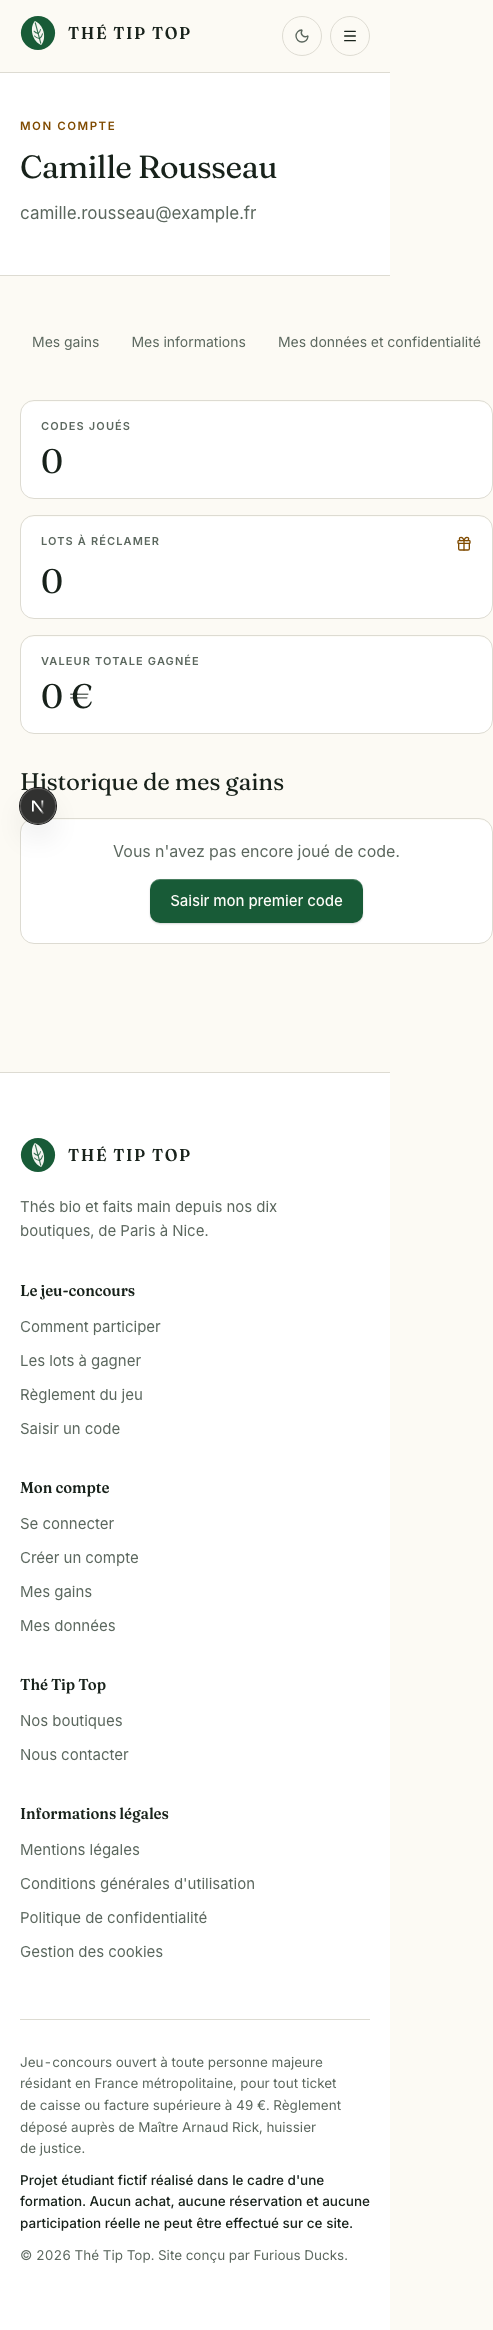 THÉ TIP TOP
MON COMPTE
Camille Rousseau
camille.rousseau@example.fr
Mes gains Mes informations Mes données et confidentialité
CODES JOUÉS
0
LOTS À RÉCLAMER
0
VALEUR TOTALE GAGNÉE
0 €
Historique de mes gains
N
Vous n'avez pas encore joué de code.
Saisir mon premier code
THÉ TIP TOP
Thés bio et faits main depuis nos dix
boutiques, de Paris à Nice.
Le jeu-concours
Comment participer
Les lots à gagner
Règlement du jeu
Saisir un code
Mon compte
Se connecter
Créer un compte
Mes gains
Mes données
Thé Tip Top
Nos boutiques
Nous contacter
Informations légales
Mentions légales
Conditions générales d'utilisation
Politique de confidentialité
Gestion des cookies
Jeu-concours ouvert à toute personne majeure
résidant en France métropolitaine, pour tout ticket
de caisse ou facture supérieure à 49 €. Règlement
déposé auprès de Maître Arnaud Rick, huissier
de justice.
Projet étudiant fictif réalisé dans le cadre d'une
formation. Aucun achat, aucune réservation et aucune
participation réelle ne peut être effectué sur ce site.
© 2026 Thé Tip Top. Site conçu par Furious Ducks.